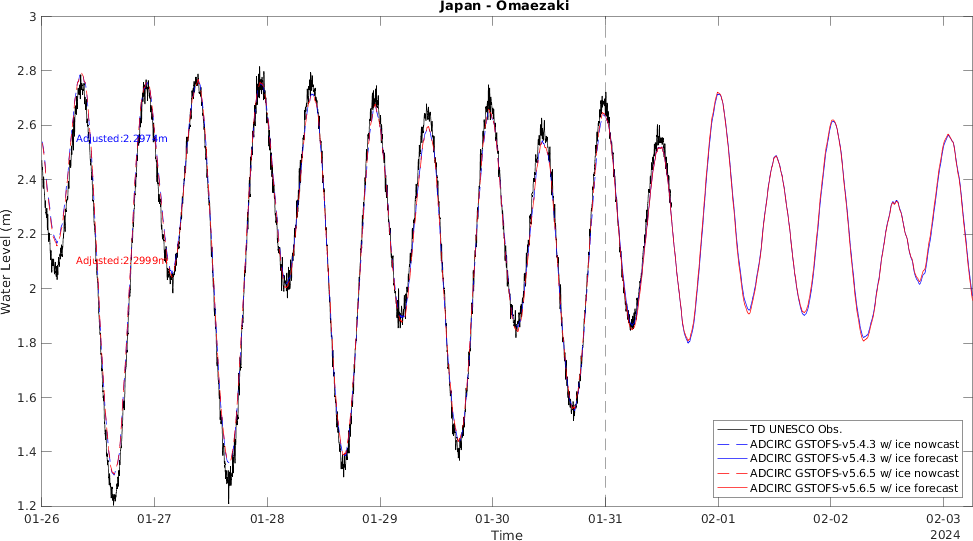 Japan - Omaezaki
3
2.8
2.6
2.4
2.2
2
1.8
1.6
1.4
1.2
Water Level (m)
Adjusted:2.2974m
Adjusted:2.2999m
TD UNESCO Obs.
ADCIRC GSTOFS-v5.4.3 w/ ice nowcast
ADCIRC GSTOFS-v5.4.3 w/ ice forecast
ADCIRC GSTOFS-v5.6.5 w/ ice nowcast
ADCIRC GSTOFS-v5.6.5 w/ ice forecast
01-26 01-27 01-28 01-29 01-30 01-31 02-01 02-02 02-03
Time
2024